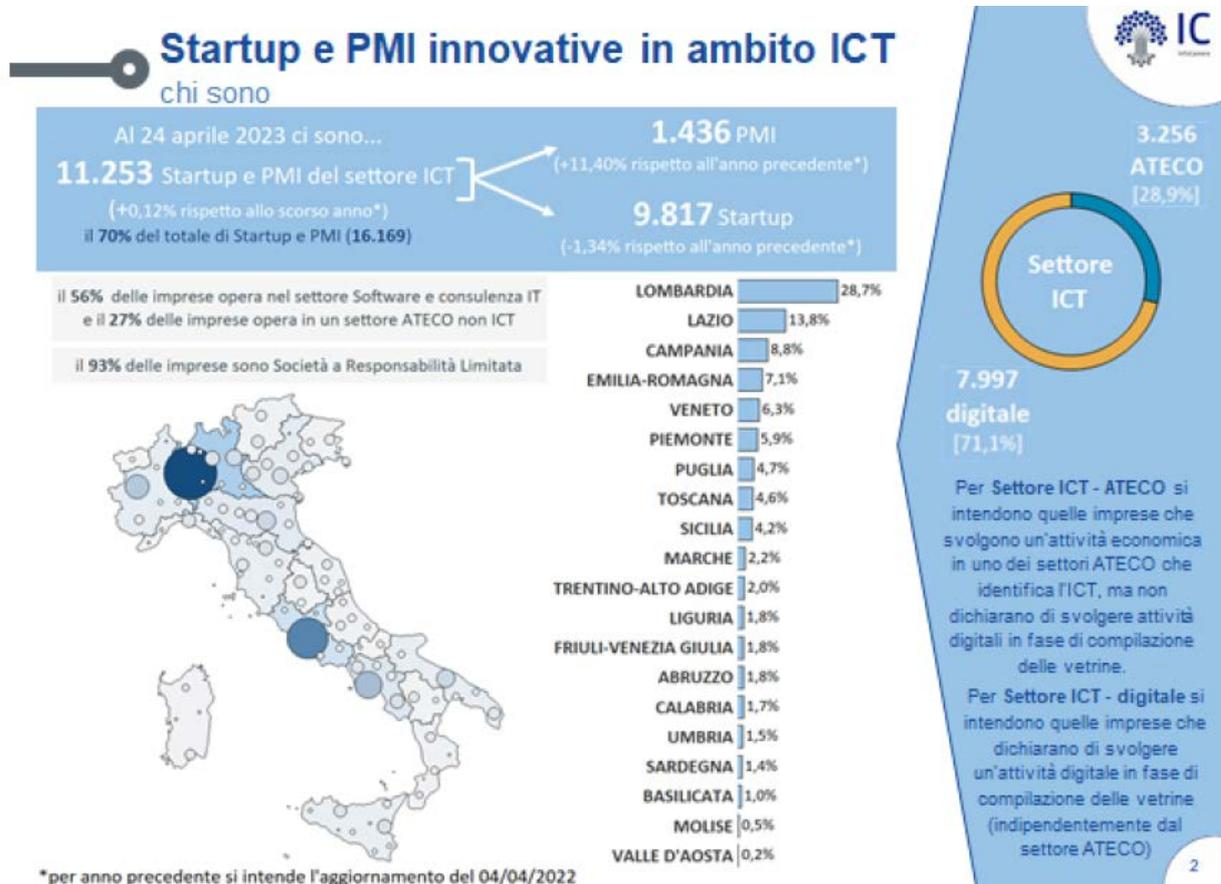 Startup e PMI innovative in ambito ICT
chi sono
IC
Al 24 aprile 2023 ci sono...
11.253 Startup e PMI del settore ICT
(+0,12% rispetto allo scorso anno*)
il 70% del totale di Startup e PMI (16.169)
1.436 PMI
(+11,40% rispetto all'anno precedente*)
9.817 Startup
(-1,34% rispetto all'anno precedente*)
il 56% delle imprese opera nel settore Software e consulenza IT
e il 27% delle imprese opera in un settore ATECO non ICT
il 93% delle imprese sono Società a Responsabilità Limitata
LOMBARDIA 28,7%
LAZIO 13,8%
CAMPANIA 8,8%
EMILIA-ROMAGNA 7,1%
VENETO 6,3%
PIEMONTE 5,9%
PUGLIA 4,7%
TOSCANA 4,6%
SICILIA 4,2%
MARCHE 2,2%
TRENTINO-ALTO ADIGE 2,0%
LIGURIA 1,8%
FRIULI-VENEZIA GIULIA 1,8%
ABRUZZO 1,8%
CALABRIA 1,7%
UMBRIA 1,5%
SARDEGNA 1,4%
BASILICATA 1,0%
MOLISE 0,5%
VALLE D'AOSTA 0,2%
*per anno precedente si intende l'aggiornamento del 04/04/2022
3.256
ATECO
[28,9%]
Settore
ICT
7.997
digitale
[71,1%]
Per Settore ICT - ATECO si
intendono quelle imprese che
svolgono un'attività economica
in uno dei settori ATECO che
identifica l'ICT, ma non
dichiarano di svolgere attività
digitali in fase di compilazione
delle vetrine.
Per Settore ICT - digitale si
intendono quelle imprese che
dichiarano di svolgere
un'attività digitale in fase di
compilazione delle vetrine
(indipendentemente dal
settore ATECO)
2